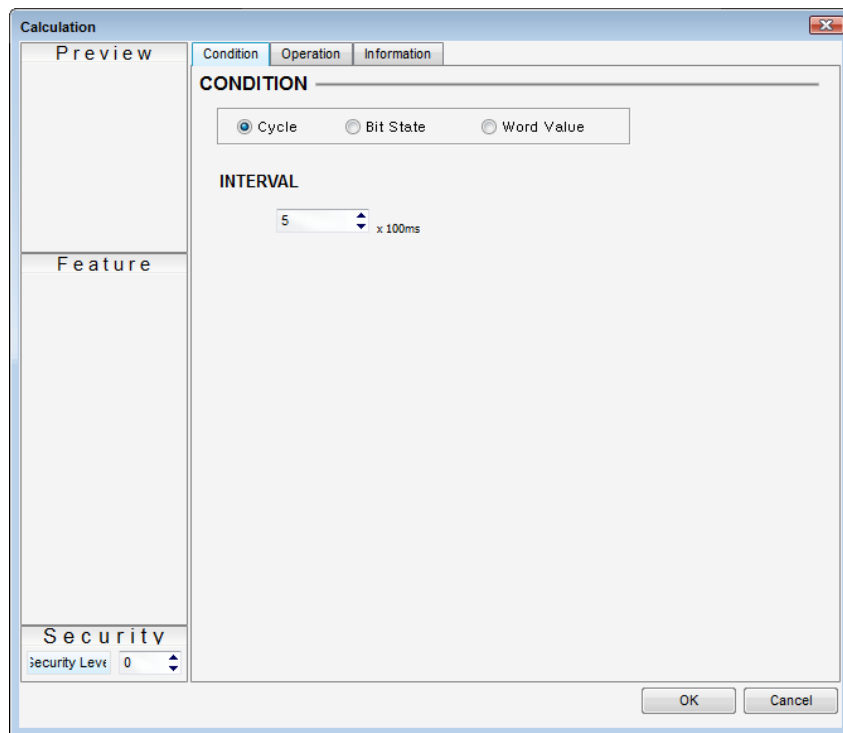 Calculation
Preview
Condition Operation Information
CONDITION
Cycle Bit State Word Value
INTERVAL
5 x 100ms
Feature
Security
Security Leve 0
OK Cancel